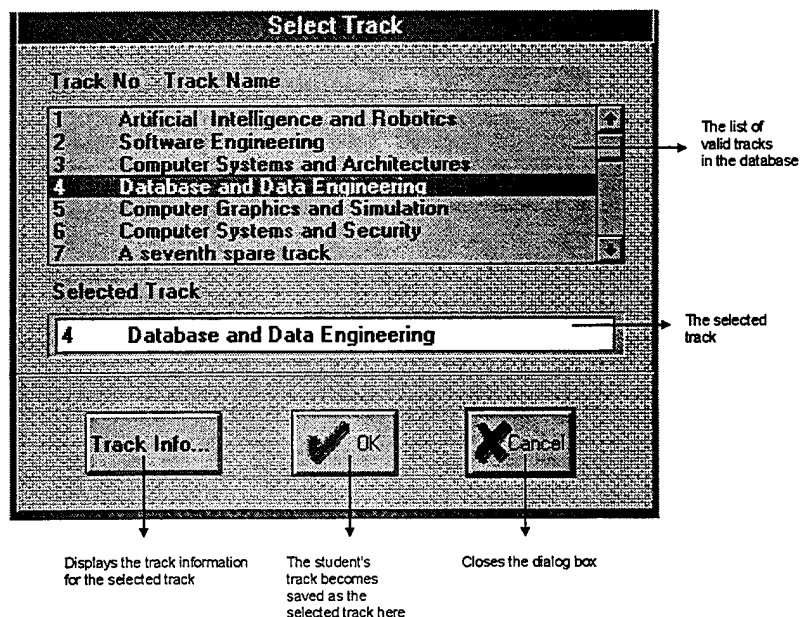 Select Track
Track No - Track Name
1 Artificial Intelligence and Robotics
2 Software Engineering
3 Computer Systems and Architectures
4 Database and Data Engineering
5 Computer Graphics and Simulation
6 Computer Systems and Security
7 A seventh spare track
The list of
valid tracks
in the database
Selected Track
4 Database and Data Engineering
The selected
track
Track Info...
OK
Cancel
Displays the track information
for the selected track
The student's
track becomes
saved as the
selected track here
Closes the dialog box